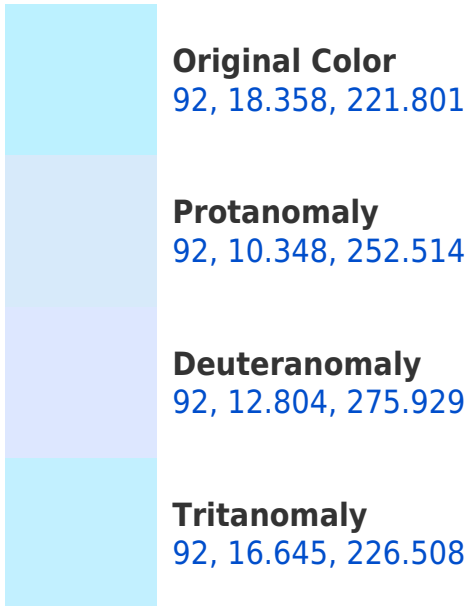 Original Color
92, 18.358, 221.801
Protanomaly
92, 10.348, 252.514
Deuteranomaly
92, 12.804, 275.929
Tritanomaly
92, 16.645, 226.508